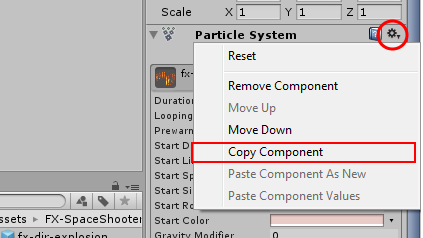 Scale X 1 Y 1 Z 1
Particle System
Reset
fx-
Remove Component
Duration
Move Up
Looping
Prewarm
Move Down
Start D
Copy Component
Start Li
Start Sp
Paste Component As New
Start Si
Paste Component Values
Start Ro
Start Color
Gravity Modifier 0
ssets ▸ FX-SpaceShooter
fx-dir-explosion